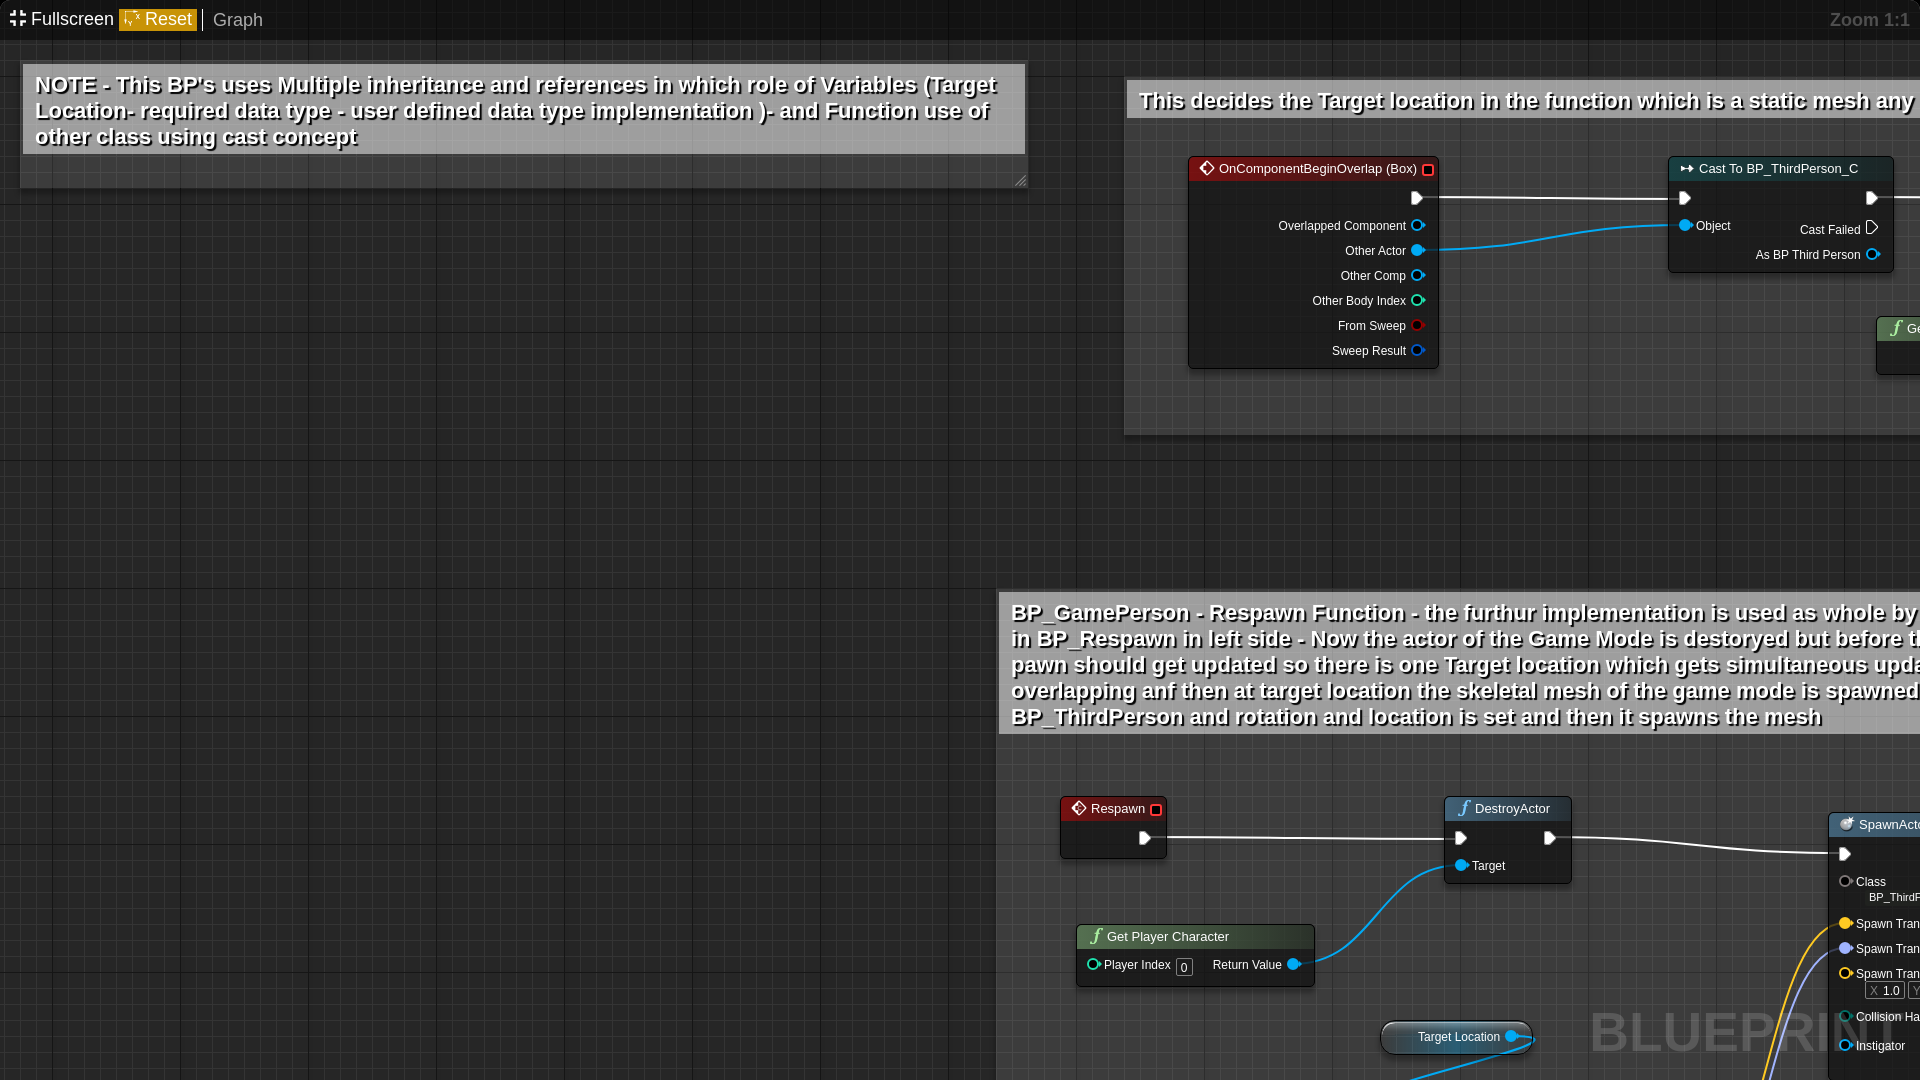 Fullscreen Reset Graph Zoom 1:1
NOTE - This BP's uses Multiple inheritance and references in which role of Variables (Target
Location- required data type - user defined data type implementation )- and Function use of
other class using cast concept
This decides the Target location in the function which is a static mesh any
OnComponentBeginOverlap (Box)
Overlapped Component
Other Actor
Other Comp
Other Body Index
From Sweep
Sweep Result
Cast To BP_ThirdPerson_C
Object
Cast Failed
As BP Third Person
BP_GamePerson - Respawn Function - the furthur implementation is used as whole by
in BP_Respawn in left side - Now the actor of the Game Mode is destoryed but before
pawn should get updated so there is one Target location which gets simultaneous
overlapping anf then at target location the skeletal mesh of the game mode is spawned
BP_ThirdPerson and rotation and location is set and then it spawns the mesh
Respawn
DestroyActor
Target
Get Player Character
Player Index 0 Return Value
Target Location
Class
Spawn
Spawn
Spawn
X 1.0 Y
Collision
Instigator
BLUEPRINT